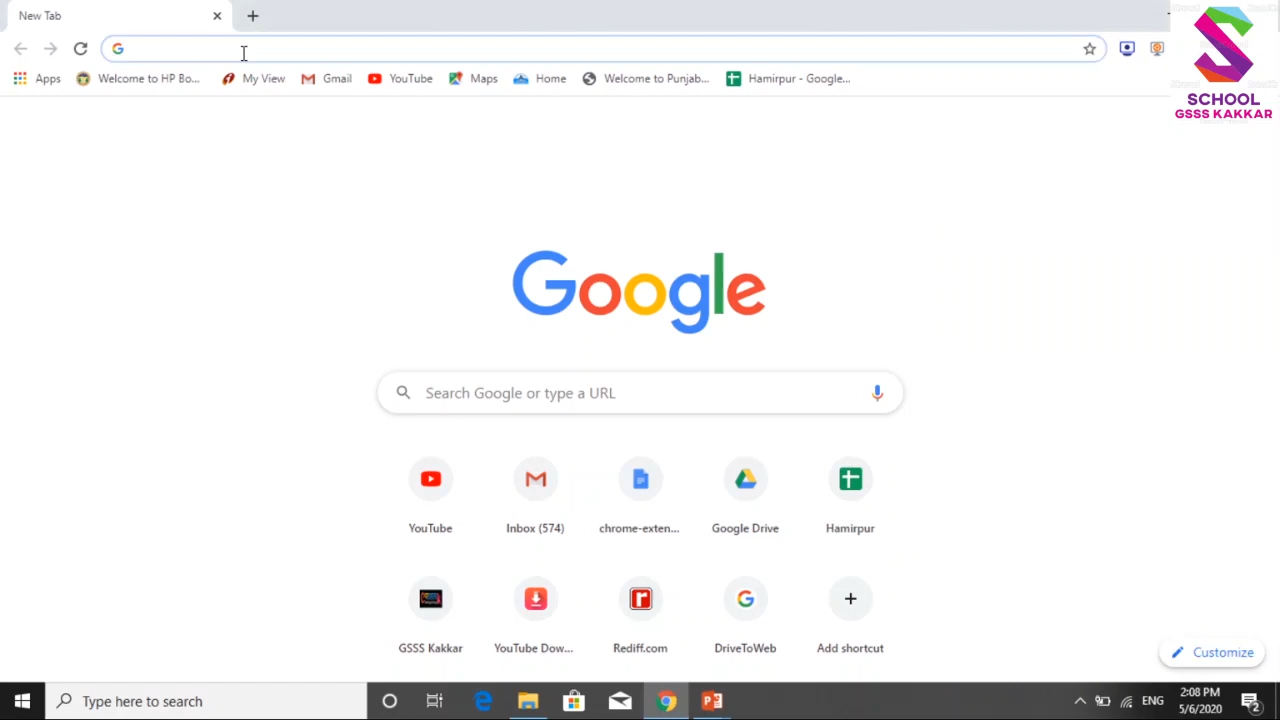 New Tab
Apps
Welcome to HP Bo...
My View
Gmail
YouTube
Maps
Home
Welcome to Punjab...
Hamirpur - Google...
SCHOOL
GSSS KAKKAR
Google
Search Google or type a URL
YouTube
Inbox (574)
chrome-exten...
Google Drive
Hamirpur
GSSS Kakkar
YouTube Dow...
Rediff.com
DriveToWeb
Add shortcut
Customize
Type here to search
ENG
2:08 PM
5/6/2020
2